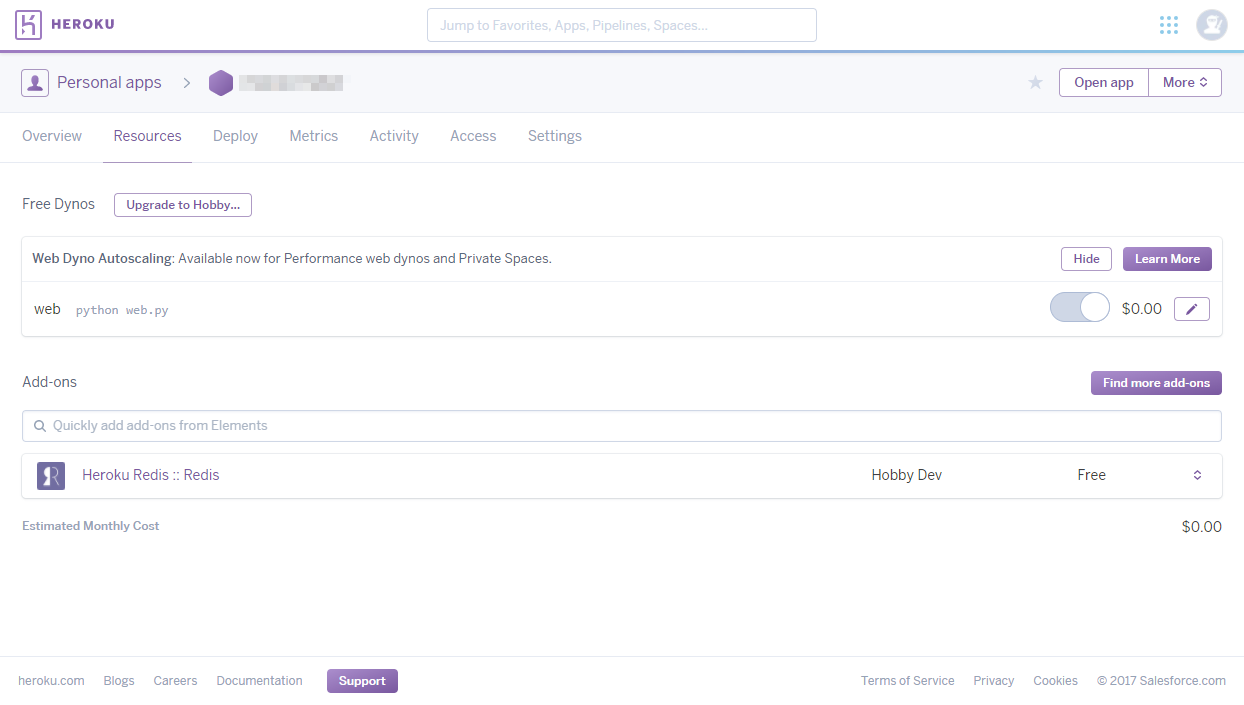 HEROKU Jump to Favorites, Apps, Pipelines, Spaces...
Personal apps Open app More
Overview Resources Deploy Metrics Activity Access Settings
Free Dynos Upgrade to Hobby...
Web Dyno Autoscaling: Available now for Performance web dynos and Private Spaces. Hide Learn More
web python web.py $0.00
Add-ons Find more add-ons
Quickly add add-ons from Elements
Heroku Redis :: Redis Hobby Dev Free
Estimated Monthly Cost $0.00
heroku.com Blogs Careers Documentation Support Terms of Service Privacy Cookies © 2017 Salesforce.com